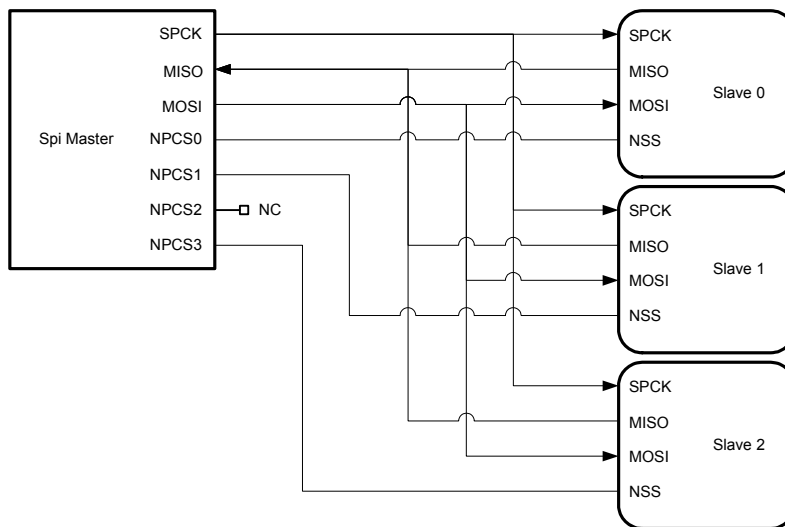 SPCK
MISO
MOSI
Spi Master
NPCS0
NPCS1
NPCS2
NC
NPCS3
SPCK
MISO
MOSI
Slave 0
NSS
SPCK
MISO
Slave 1
MOSI
NSS
SPCK
MISO
Slave 2
MOSI
NSS